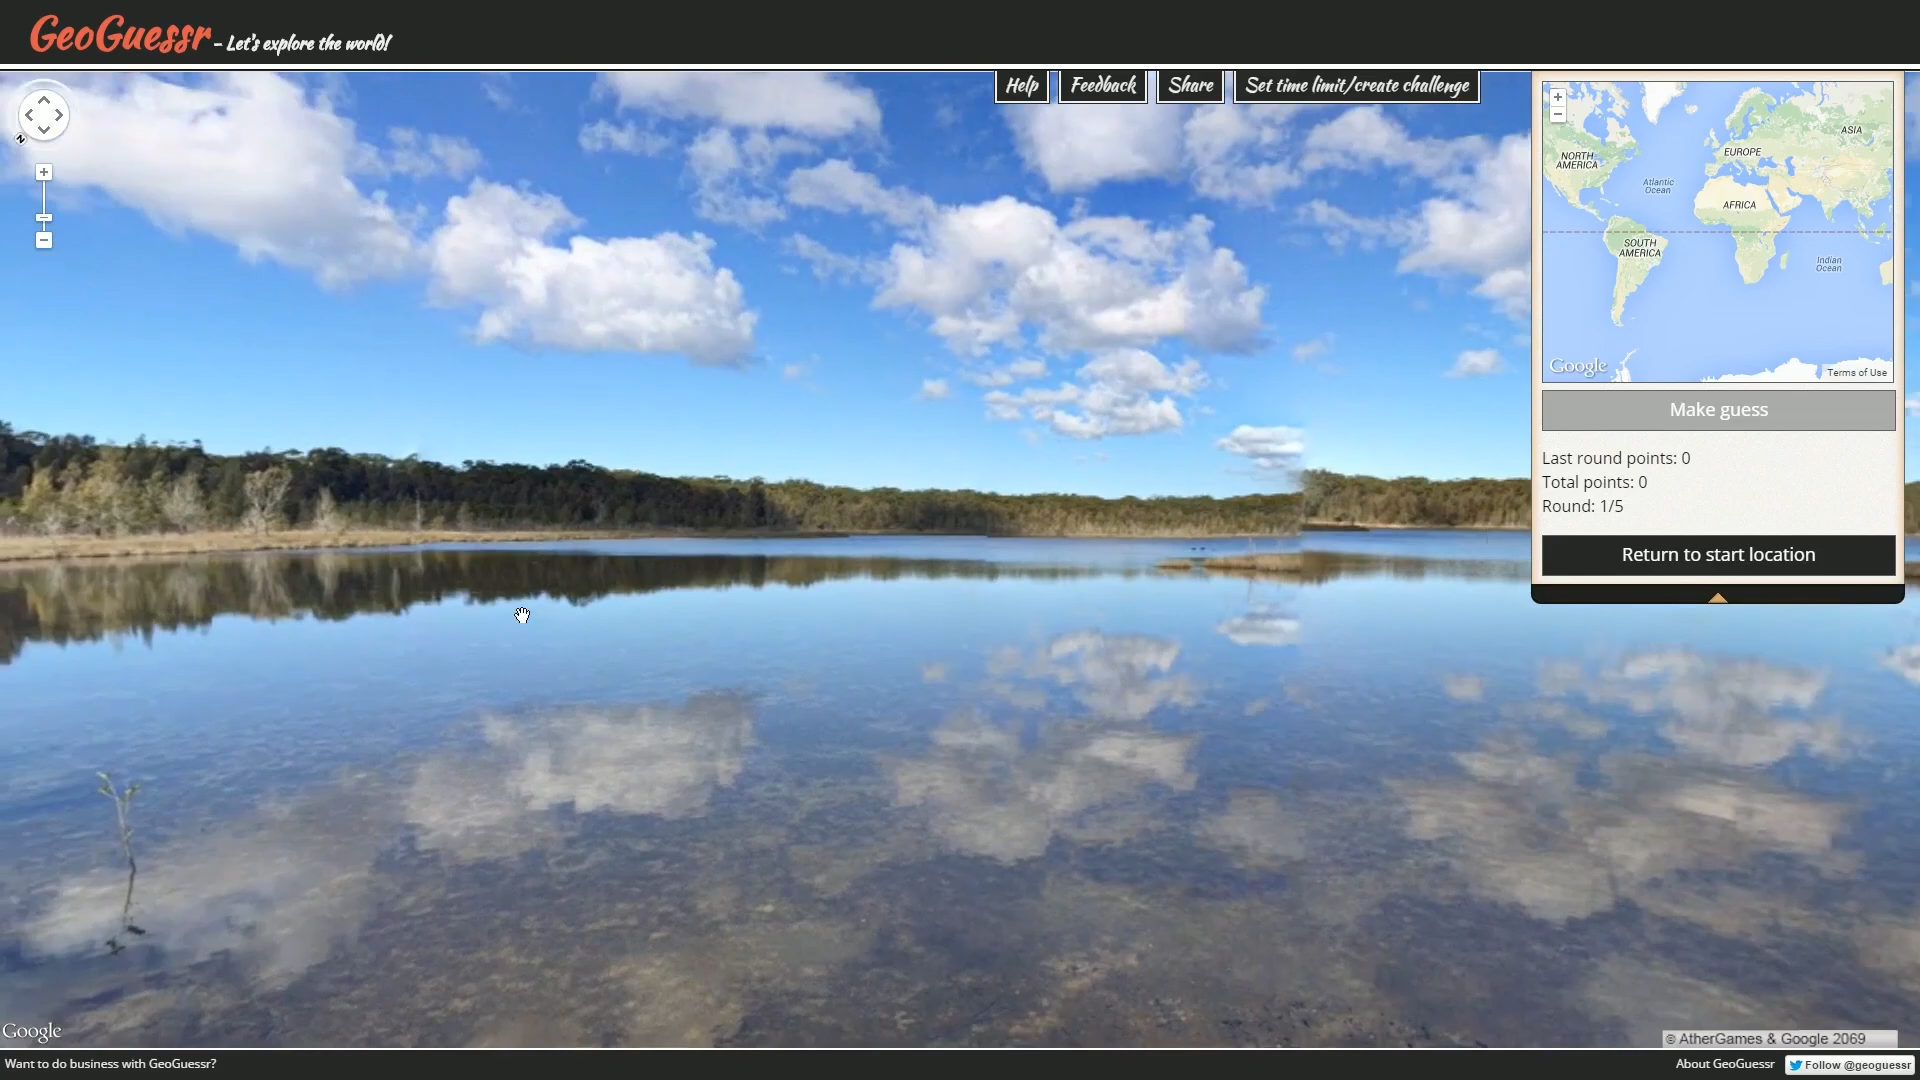 GeoGuessr - Let's explore the world!
Help
Feedback
Share
Set time limit/create challenge
N
+
−
+
−
NORTH AMERICA
Atlantic Ocean
EUROPE
ASIA
AFRICA
SOUTH AMERICA
Indian Ocean
Google
Terms of Use
Make guess
Last round points: 0
Total points: 0
Round: 1/5
Return to start location
Google
© AtherGames & Google 2069
Want to do business with GeoGuessr?
About GeoGuessr
Follow @geoguessr